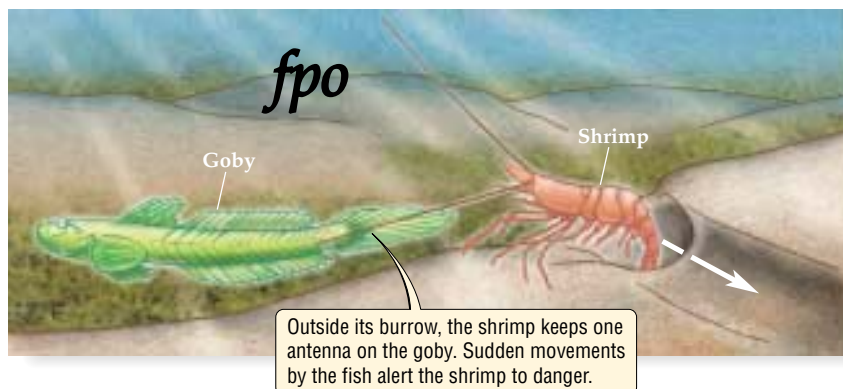 fpo
Shrimp
Goby
Outside its burrow, the shrimp keeps one
antenna on the goby. Sudden movements
by the fish alert the shrimp to danger.